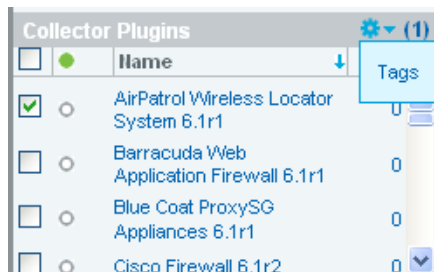 Collector Plugins (1)
Name
Tags
AirPatrol Wireless Locator
System 6.1r1
0
Barracuda Web
Application Firewall 6.1r1
0
Blue Coat ProxySG
Appliances 6.1r1
0
Cisco Firewall 6.1r2
0